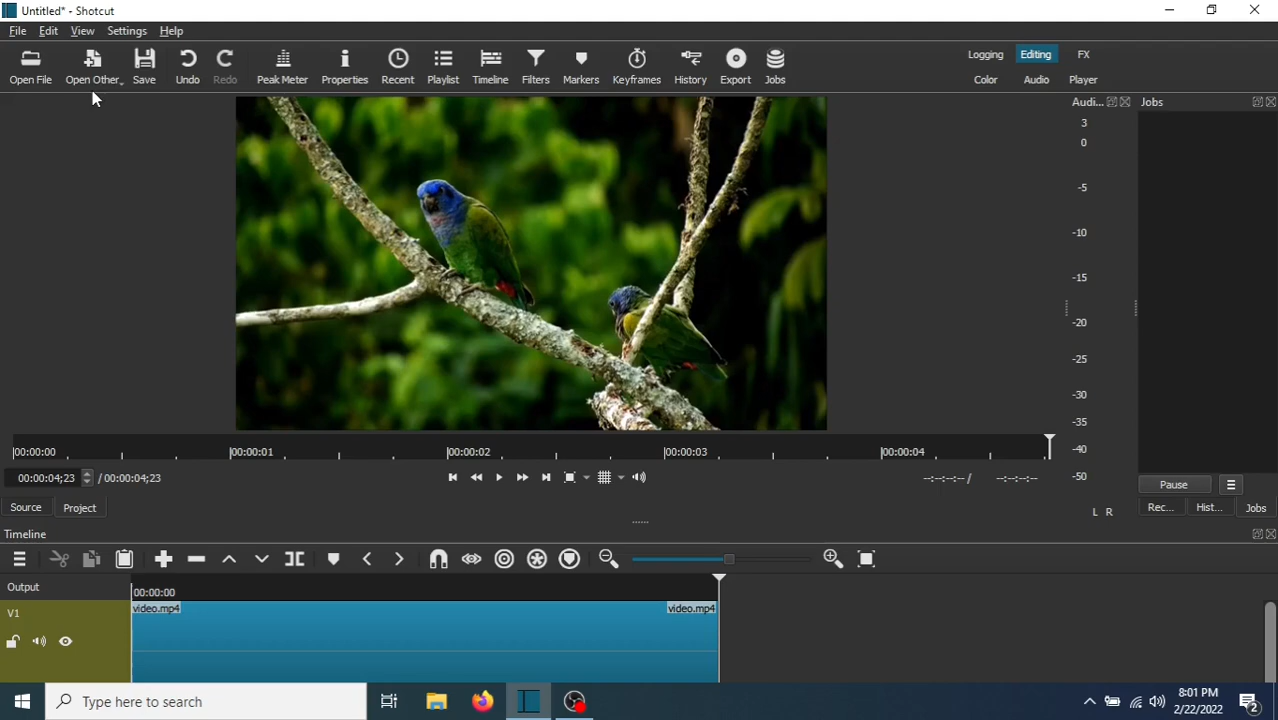 Untitled* - Shotcut
File Edit View Settings Help
Open File Open Other Save Undo Redo Peak Meter Properties Recent Playlist Timeline Filters Markers Keyframes History Export Jobs
Logging Editing FX
Color Audio Player
Audi... Jobs
3
0
-5
-10
-15
-20
-25
-30
-35
-40
-50
L R
00:00:00 00:00:01 00:00:02 00:00:03 00:00:04
00:00:04;23 / 00:00:04;23 --:--:--:-- / --:--:--:--
Pause
Source Project Rec... Hist... Jobs
Timeline
Output 00:00:00
V1 video.mp4 video.mp4
Type here to search
8:01 PM
2/22/2022
2